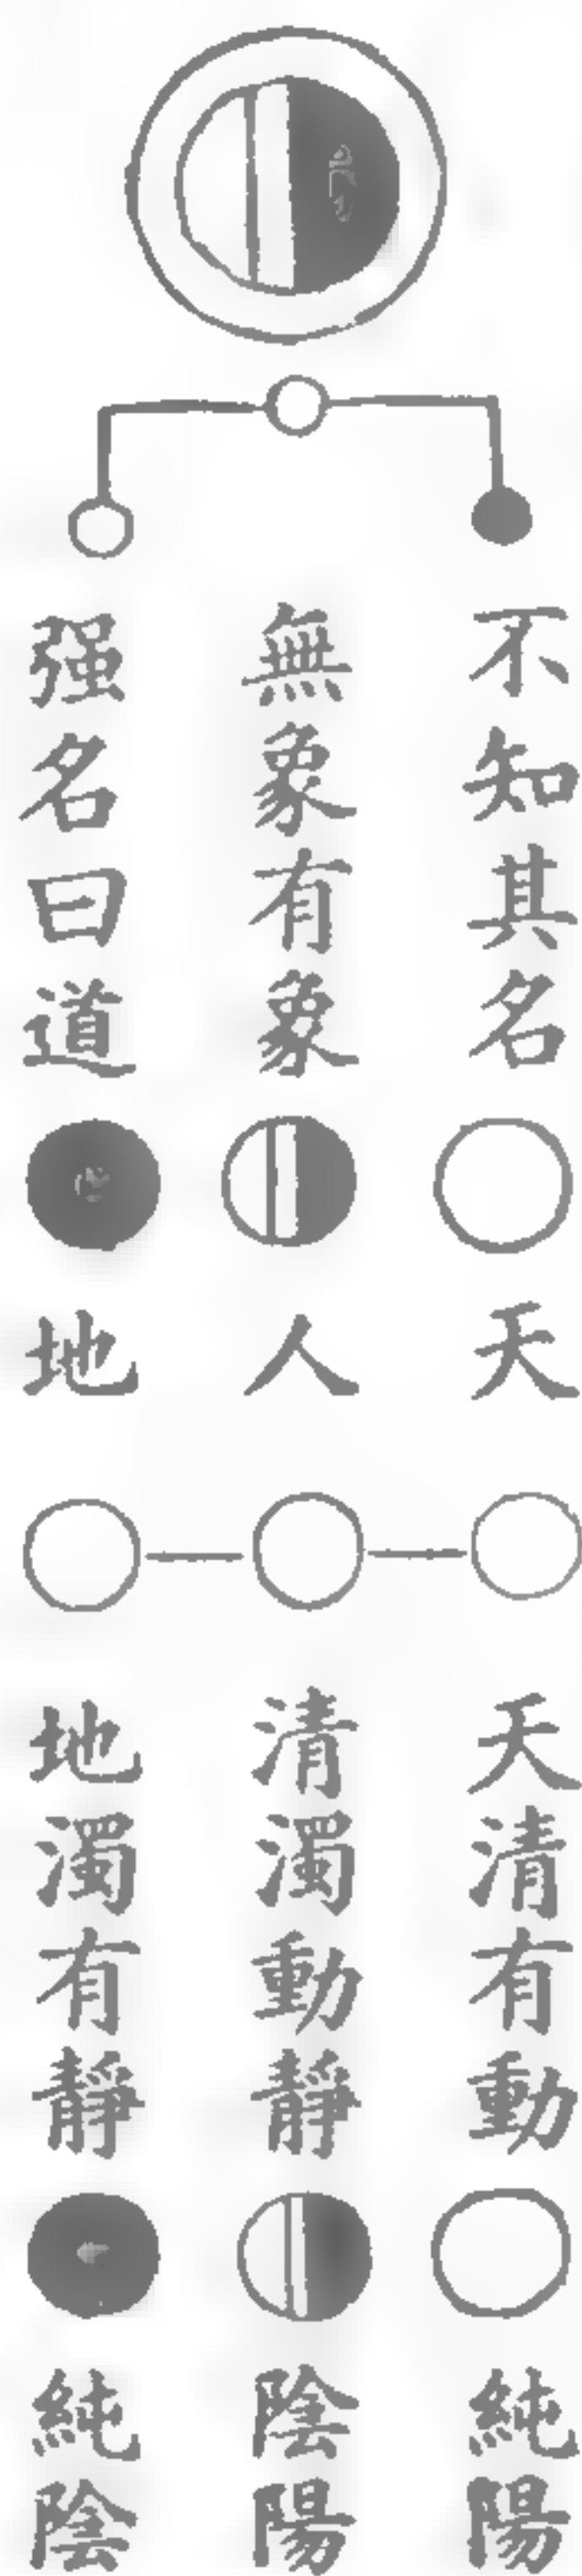 不知其名
無象有象
强名曰道
天
人
地
天清有動
清濁動靜
地濁有靜
純陽
陰陽
純陰